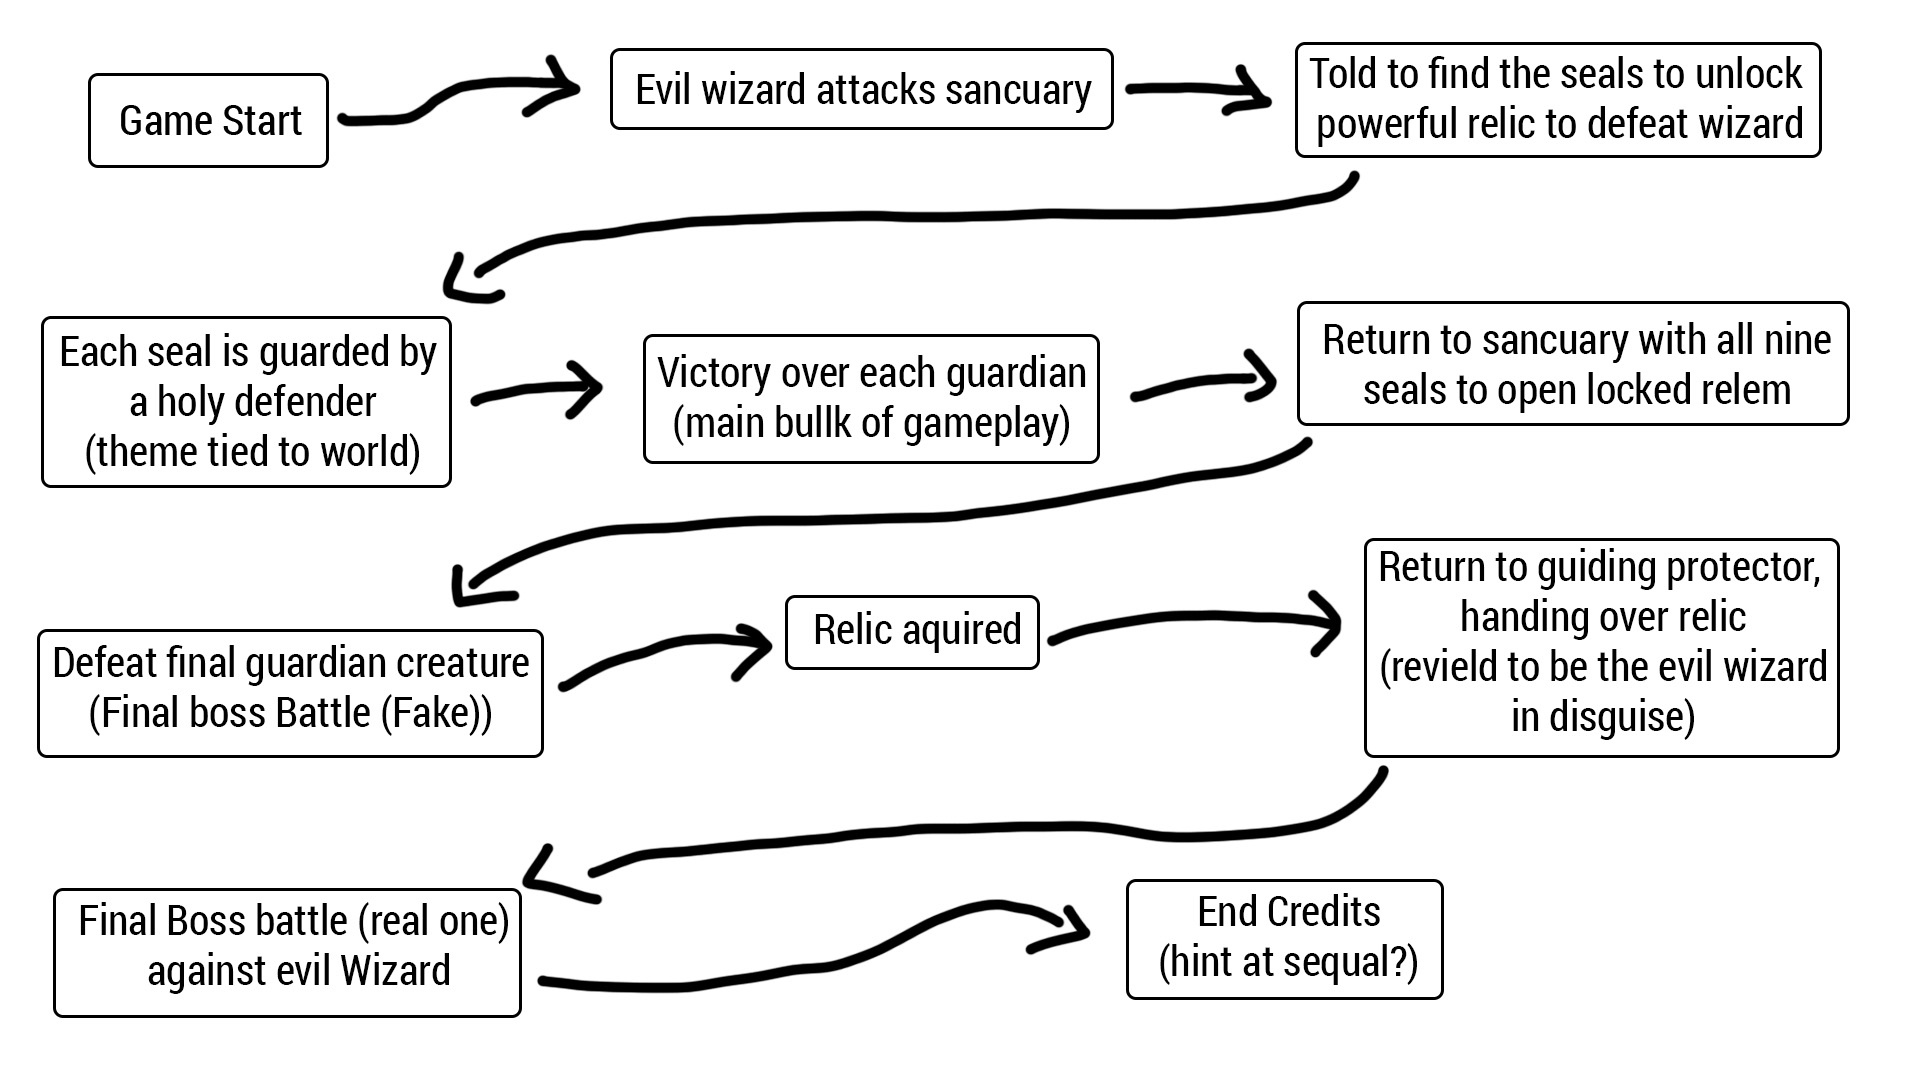 Game Start
Evil wizard attacks sancuary
Told to find the seals to unlock
powerful relic to defeat wizard
Each seal is guarded by
a holy defender
(theme tied to world)
Victory over each guardian
(main bullk of gameplay)
Return to sancuary with all nine
seals to open locked relem
Defeat final guardian creature
(Final boss Battle (Fake))
Relic aquired
Return to guiding protector,
handing over relic
(revield to be the evil wizard
in disguise)
Final Boss battle (real one)
against evil Wizard
End Credits
(hint at sequal?)